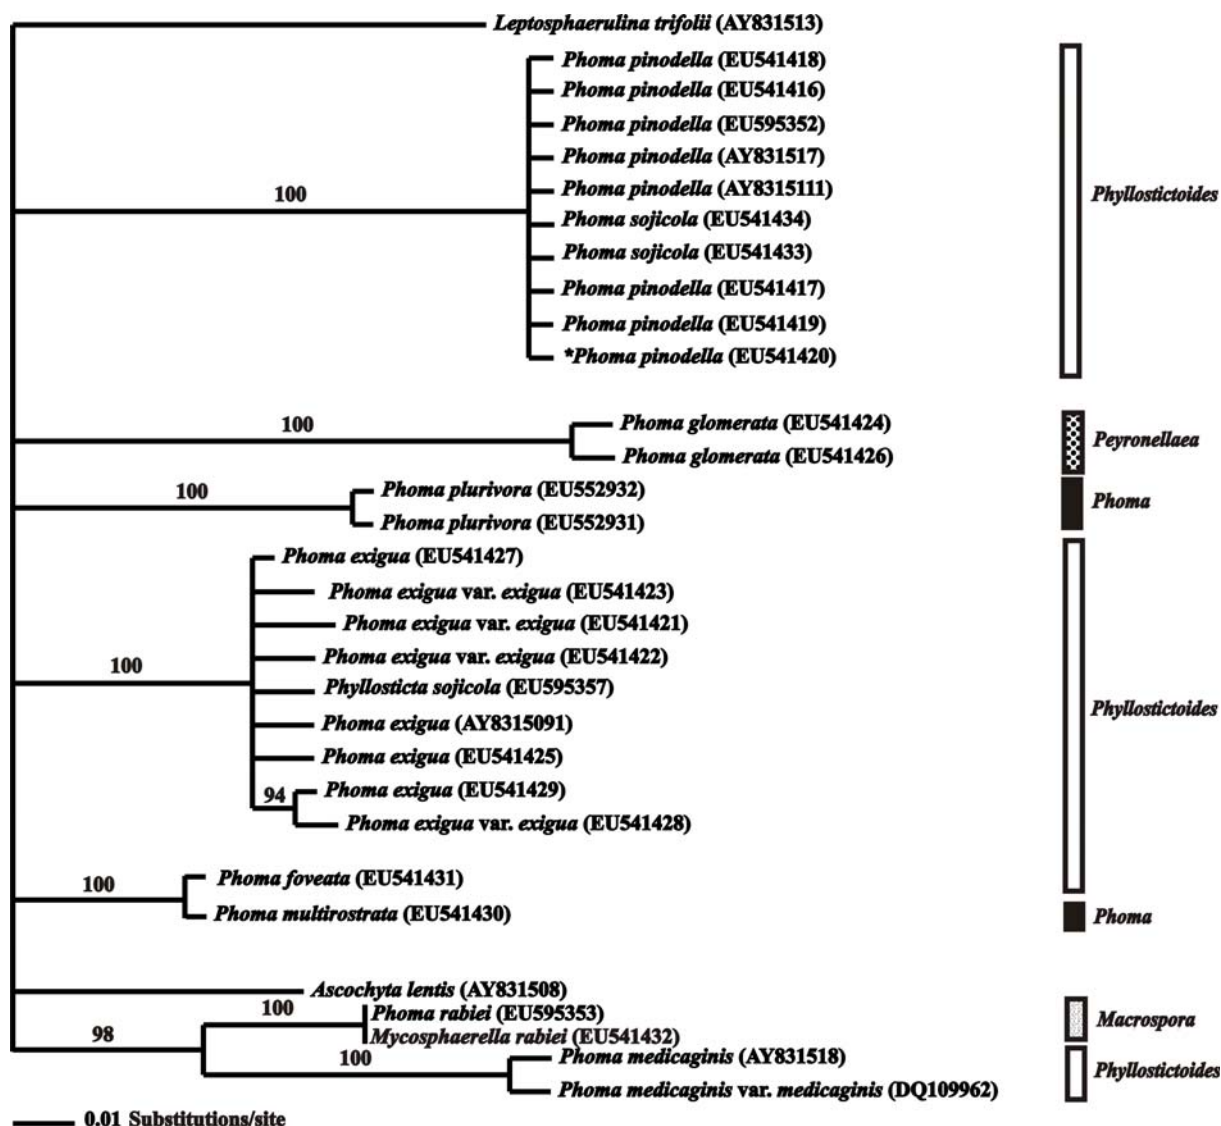 Leptosphaerulina trifolii (AY831513)
Phoma pinodella (EU541418)
Phoma pinodella (EU541416)
Phoma pinodella (EU595352)
Phoma pinodella (AY831517)
100
Phoma pinodella (AY8315111)
Phyllostictoides
Phoma sojicola (EU541434)
Phoma sojicola (EU541433)
Phoma pinodella (EU541417)
Phoma pinodella (EU541419)
*Phoma pinodella (EU541420)
100
Phoma glomerata (EU541424)
Peyronellaea
Phoma glomerata (EU541426)
100
Phoma plurivora (EU552932)
Phoma
Phoma plurivora (EU552931)
Phoma exigua (EU541427)
Phoma exigua var. exigua (EU541423)
Phoma exigua var. exigua (EU541421)
Phoma exigua var. exigua (EU541422)
100
Phyllosticta sojicola (EU595357)
Phyllostictoides
Phoma exigua (AY8315091)
Phoma exigua (EU541425)
94
Phoma exigua (EU541429)
Phoma exigua var. exigua (EU541428)
100
Phoma foveata (EU541431)
Phoma multirostrata (EU541430)
Phoma
Ascochyta lentis (AY831508)
100
Phoma rabiei (EU595353)
Macrospora
98
Mycosphaerella rabiei (EU541432)
100
Phoma medicaginis (AY831518)
Phyllostictoides
Phoma medicaginis var. medicaginis (DQ109962)
0.01 Substitutions/site